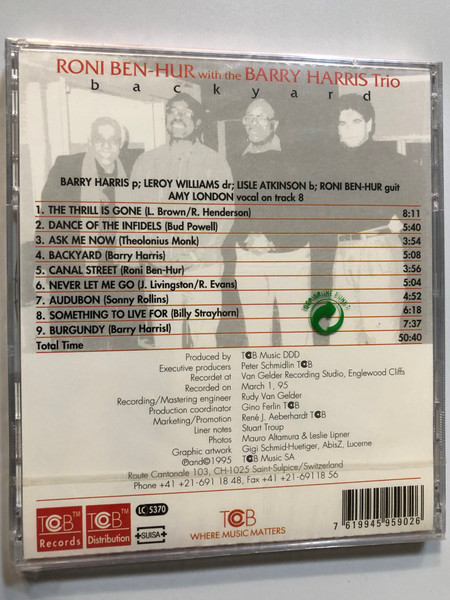 RONI BEN-HUR with the BARRY HARRIS Trio
backyard
BARRY HARRIS p; LEROY WILLIAMS dr; LISLE ATKINSON b; RONI BEN-HUR guit
AMY LONDON vocal on track 8
1. THE THRILL IS GONE (L. Brown/R. Henderson) 8:11
2. DANCE OF THE INFIDELS (Bud Powell) 5:40
3. ASK ME NOW (Theolonius Monk) 3:54
4. BACKYARD (Barry Harris) 5:08
5. CANAL STREET (Roni Ben-Hur) 3:56
6. NEVER LET ME GO (J. Livingston/R. Evans) 5:04
7. AUDUBON (Sonny Rollins) 4:52
8. SOMETHING TO LIVE FOR (Billy Strayhorn) 6:18
9. BURGUNDY (Barry Harrisl) 7:37
Total Time 50:40
Produced by TCB Music DDD
Executive producers Peter Schmidlin TCB
Recordet at Van Gelder Recording Studio, Englewood Cliffs
Recorded on March 1, 95
Recording/Mastering engineer Rudy Van Gelder
Production coordinator Gino Ferlin TCB
Marketing/Promotion René J. Aeberhardt TCB
Liner notes Stuart Troup
Photos Mauro Altamura & Leslie Lipner
Graphic artwork Gigi Schmid-Huetiger, AbisZ, Lucerne
℗and©1995 TCB Music SA
Route Cantonale 103, CH-1025 Saint-Sulpice/Switzerland
Phone +41 +21-691 18 48, Fax +41 +21-691 18 56
TCB™ Records
TCB™ Distribution
LC 5370
SUISA
TCB
WHERE MUSIC MATTERS
7 619945 959026